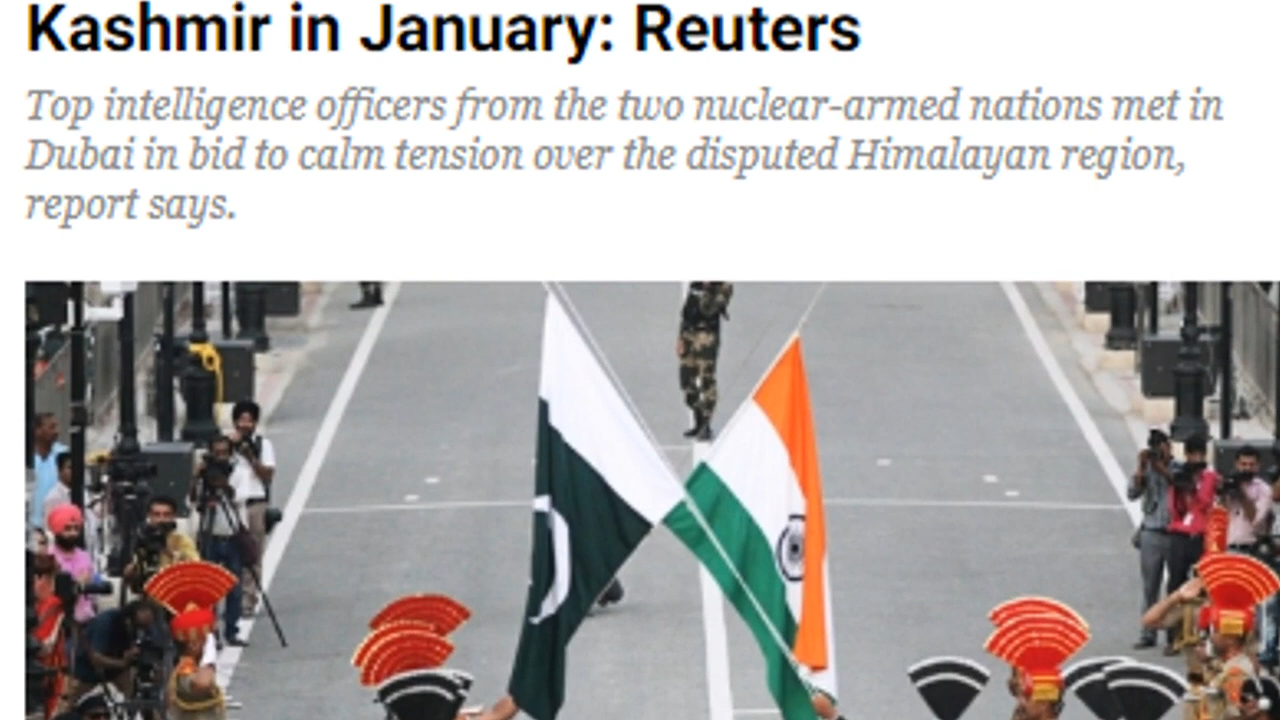 Kashmir in January: Reuters
Top intelligence officers from the two nuclear-armed nations met in
Dubai in bid to calm tension over the disputed Himalayan region,
report says.